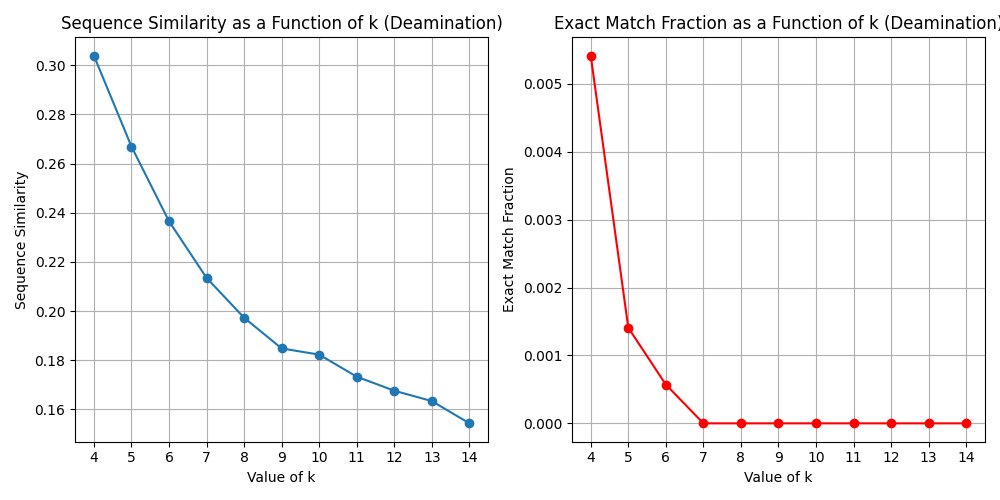 Sequence Similarity as a Function of k (Deamination)
0.30
0.28
0.26
0.24
0.22
0.20
0.18
0.16
Sequence Similarity
4 5 6 7 8 9 10 11 12 13 14
Value of k
Exact Match Fraction as a Function of k (Deamination)
0.005
0.004
0.003
0.002
0.001
0.000
Exact Match Fraction
4 5 6 7 8 9 10 11 12 13 14
Value of k